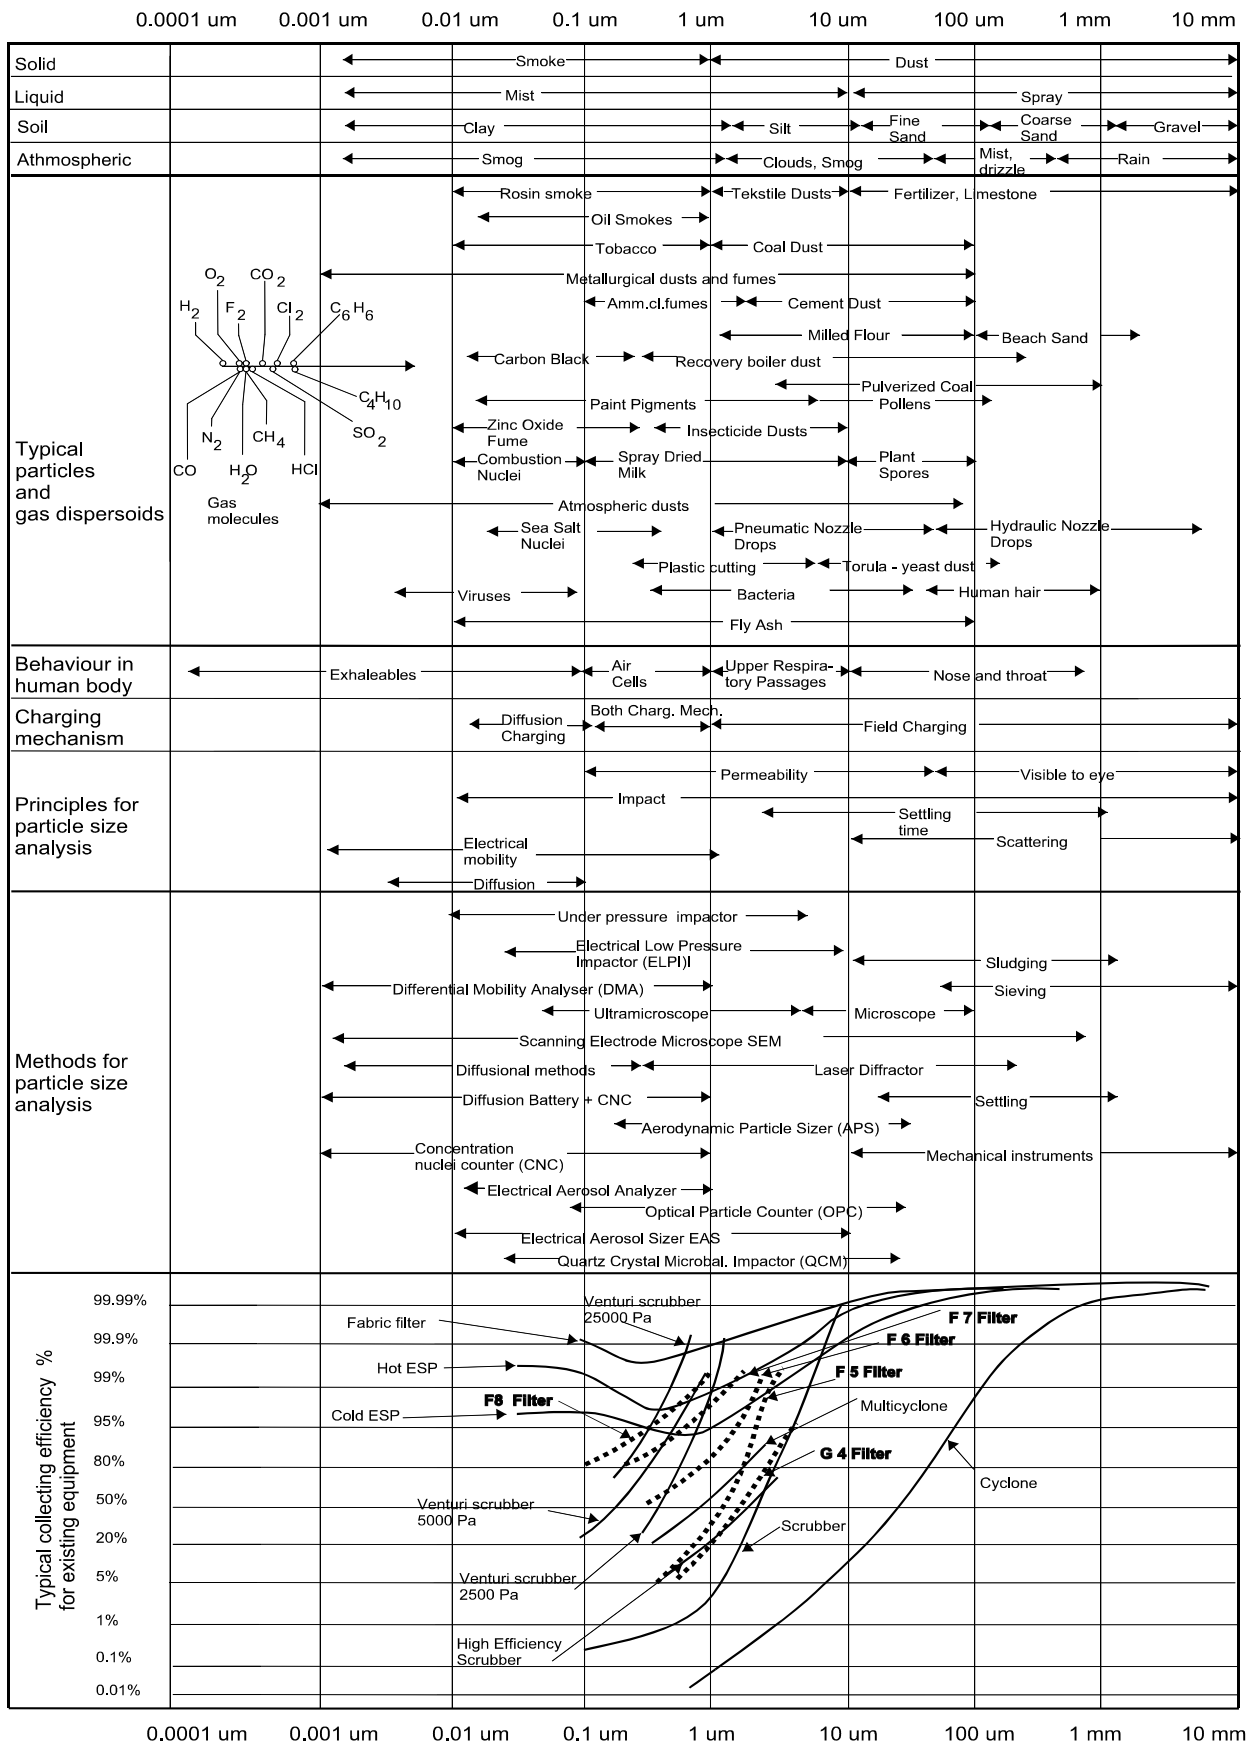 0.0001 um 0.001 um 0.01 um 0.1 um 1 um 10 um 100 um 1 mm 10 mm
Solid Smoke Dust
Liquid Mist Spray
Soil Clay Silt Fine Sand Coarse Sand Gravel
Athmospheric Smog Clouds, Smog Mist, drizzle Rain
Typical
particles
and
gas dispersoids
Rosin smoke Tekstile Dusts Fertilizer, Limestone
Oil Smokes
Tobacco Coal Dust
Metallurgical dusts and fumes
Amm.cl.fumes Cement Dust
Milled Flour Beach Sand
Carbon Black Recovery boiler dust
Pulverized Coal
Paint Pigments Pollens
Zinc Oxide
Fume
Insecticide Dusts
Combustion
Nuclei
Spray Dried
Milk
Plant
Spores
Atmospheric dusts
Sea Salt
Nuclei
Pneumatic Nozzle
Drops
Hydraulic Nozzle
Drops
Plastic cutting Torula - yeast dust
Viruses Bacteria Human hair
Fly Ash
O2 CO2
H2 F2 Cl2 C6H6
C4H10
N2 CH4 SO2
CO H2O HCl
Gas
molecules
Behaviour in
human body
Exhaleables
Air
Cells
Upper Respira-
tory Passages
Nose and throat
Charging
mechanism
Diffusion
Charging
Both Charg. Mech.
Field Charging
Principles for
particle size
analysis
Permeability Visible to eye
Impact
Settling
time
Scattering
Electrical
mobility
Diffusion
Methods for
particle size
analysis
Under pressure impactor
Electrical Low Pressure
Impactor (ELPI)l
Sludging
Differential Mobility Analyser (DMA) Sieving
Ultramicroscope Microscope
Scanning Electrode Microscope SEM
Diffusional methods Laser Diffractor
Diffusion Battery + CNC Settling
Aerodynamic Particle Sizer (APS)
Concentration
nuclei counter (CNC)
Mechanical instruments
Electrical Aerosol Analyzer
Optical Particle Counter (OPC)
Electrical Aerosol Sizer EAS
Quartz Crystal Microbal. Impactor (QCM)
Typical collecting efficiency %
for existing equipment
99.99%
99.9%
99%
95%
80%
50%
20%
5%
1%
0.1%
0.01%
Venturi scrubber
25000 Pa
Fabric filter
F 7 Filter
F 6 Filter
Hot ESP
F 5 Filter
F8 Filter
Multicyclone
Cold ESP
G 4 Filter
Cyclone
Venturi scrubber
5000 Pa
Scrubber
Venturi scrubber
2500 Pa
High Efficiency
Scrubber
0.0001 um 0.001 um 0.01 um 0.1 um 1 um 10 um 100 um 1 mm 10 mm